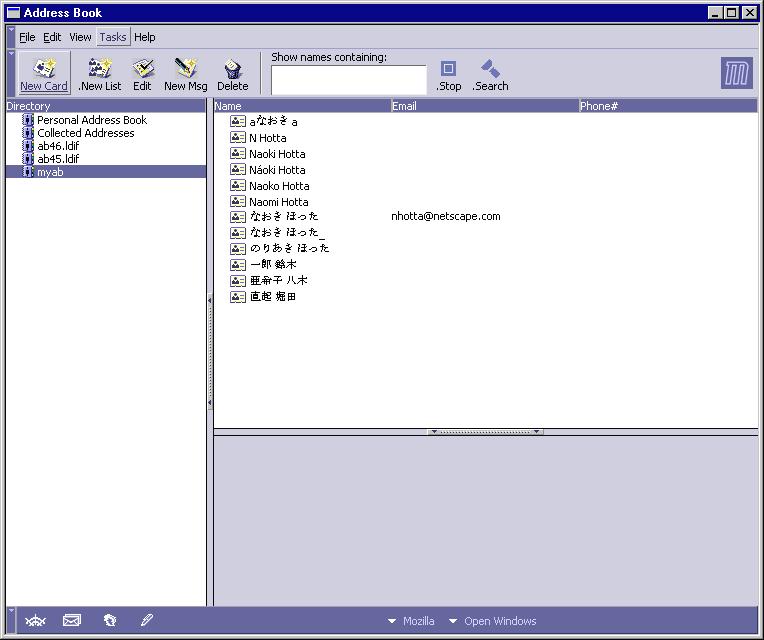 Address Book
File Edit View Tasks Help
Show names containing:
New Card .New List Edit New Msg Delete .Stop .Search
Directory
Personal Address Book
Collected Addresses
ab46.ldif
ab45.ldif
myab
Name Email Phone#
aなおき a
N Hotta
Naoki Hotta
Náoki Hotta
Naoko Hotta
Naomi Hotta
なおき ほった nhotta@netscape.com
なおき ほった_
のりあき ほった
一郎 鈴木
亜希子 八木
直起 堀田
Mozilla Open Windows